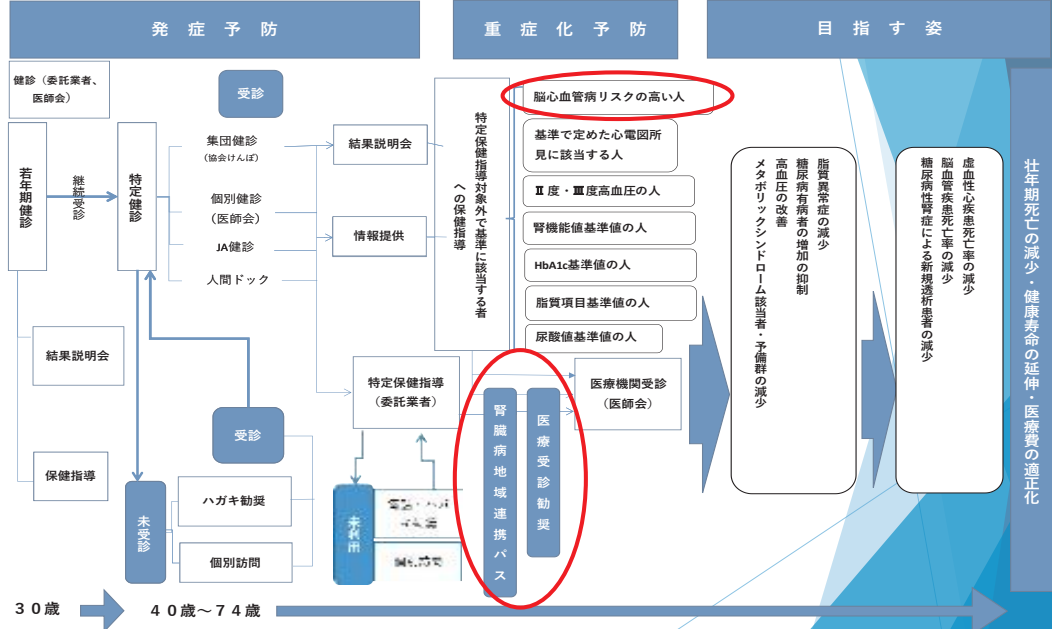 発症予防
重症化予防
目指す姿
健診（委託業者、
医師会）
若年期健診
継続受診
特定健診
受診
集団健診
（協会けんぽ）
個別健診
（医師会）
JA健診
人間ドック
結果説明会
情報提供
特定保健指導対象外で基準に該当する者
への保健指導
脳心血管病リスクの高い人
基準で定めた心電図所
見に該当する人
Ⅱ度・Ⅲ度高血圧の人
腎機能値基準値の人
HbA1c基準値の人
脂質項目基準値の人
尿酸値基準値の人
結果説明会
保健指導
受診
未受診
ハガキ勧奨
個別訪問
特定保健指導
（委託業者）
未利用
個別訪問
腎臓病地域連携パス
医療受診勧奨
医療機関受診
（医師会）
脂質異常症の減少
糖尿病有病者の増加の抑制
高血圧の改善
メタボリックシンドローム該当者・予備群の減少
虚血性心疾患死亡率の減少
脳血管疾患死亡率の減少
糖尿病性腎症による新規透析患者の減少
壮年期死亡の減少・健康寿命の延伸・医療費の適正化
３０歳
４０歳～７４歳